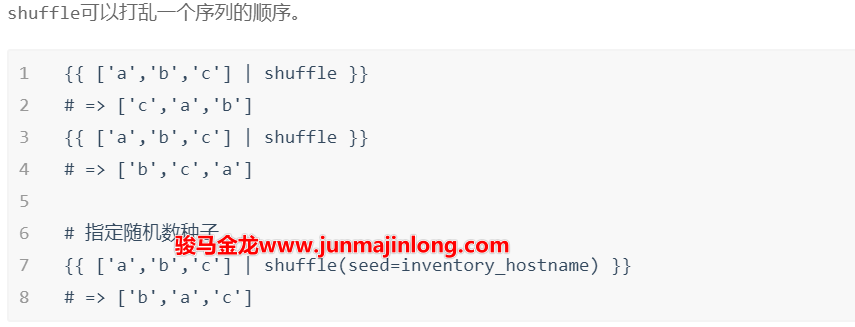 shuffle可以打乱一个序列的顺序。
1 {{ ['a','b','c'] | shuffle }}
2 # => ['c','a','b']
3 {{ ['a','b','c'] | shuffle }}
4 # => ['b','c','a']
5
6 # 指定随机数种子
骏马金龙www.junmajinlong.com
7 {{ ['a','b','c'] | shuffle(seed=inventory_hostname) }}
8 # => ['b','a','c']